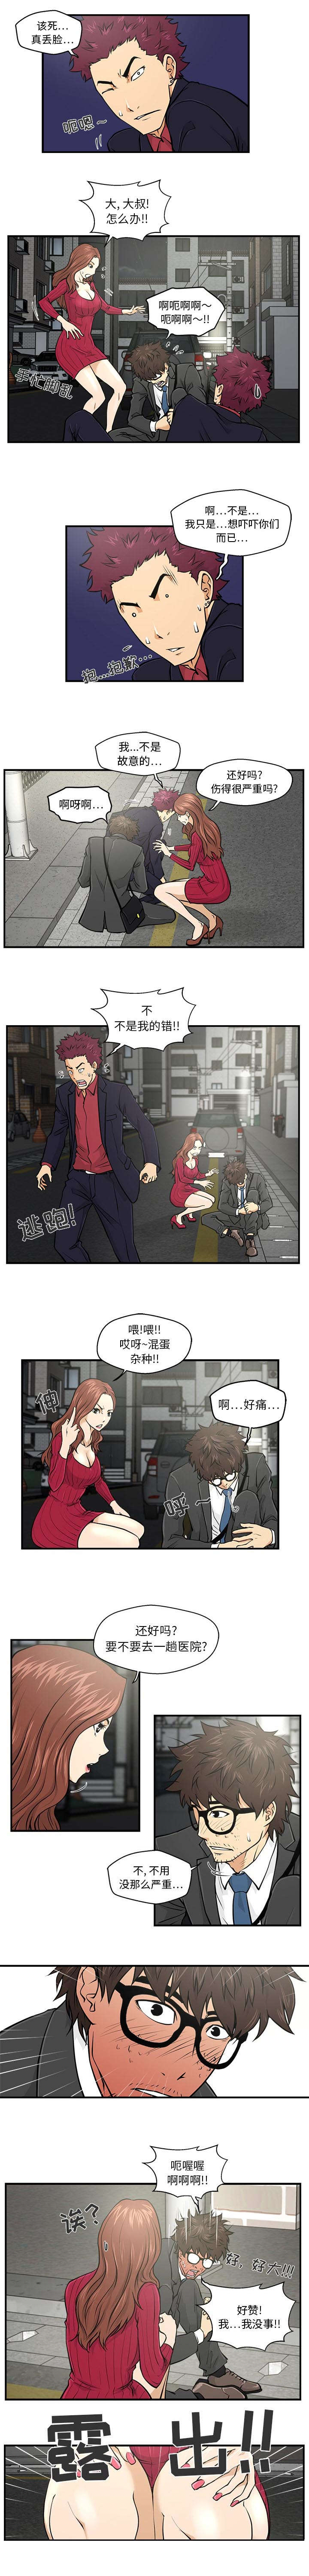 该死...
真丢脸...
呃嗯~
大, 大叔!
怎么办!!
啊呃啊啊~
呃啊啊~!!
手忙脚乱
啊...不是...
我只是...想吓吓你们
而已...
抱...抱歉...
我...不是
故意的...
还好吗?
伤得很严重吗?
啊呀啊...
不
不是我的错!!
逃跑!
喂!喂!!
哎呀~混蛋
杂种!!
伸
啊...好痛...
呼~
还好吗?
要不要去一趟医院?
不, 不用
没那么严重...
呃喔喔
啊啊啊!!
诶?
好, 好大!!!
好赞!
我...我没事!!
露出!!